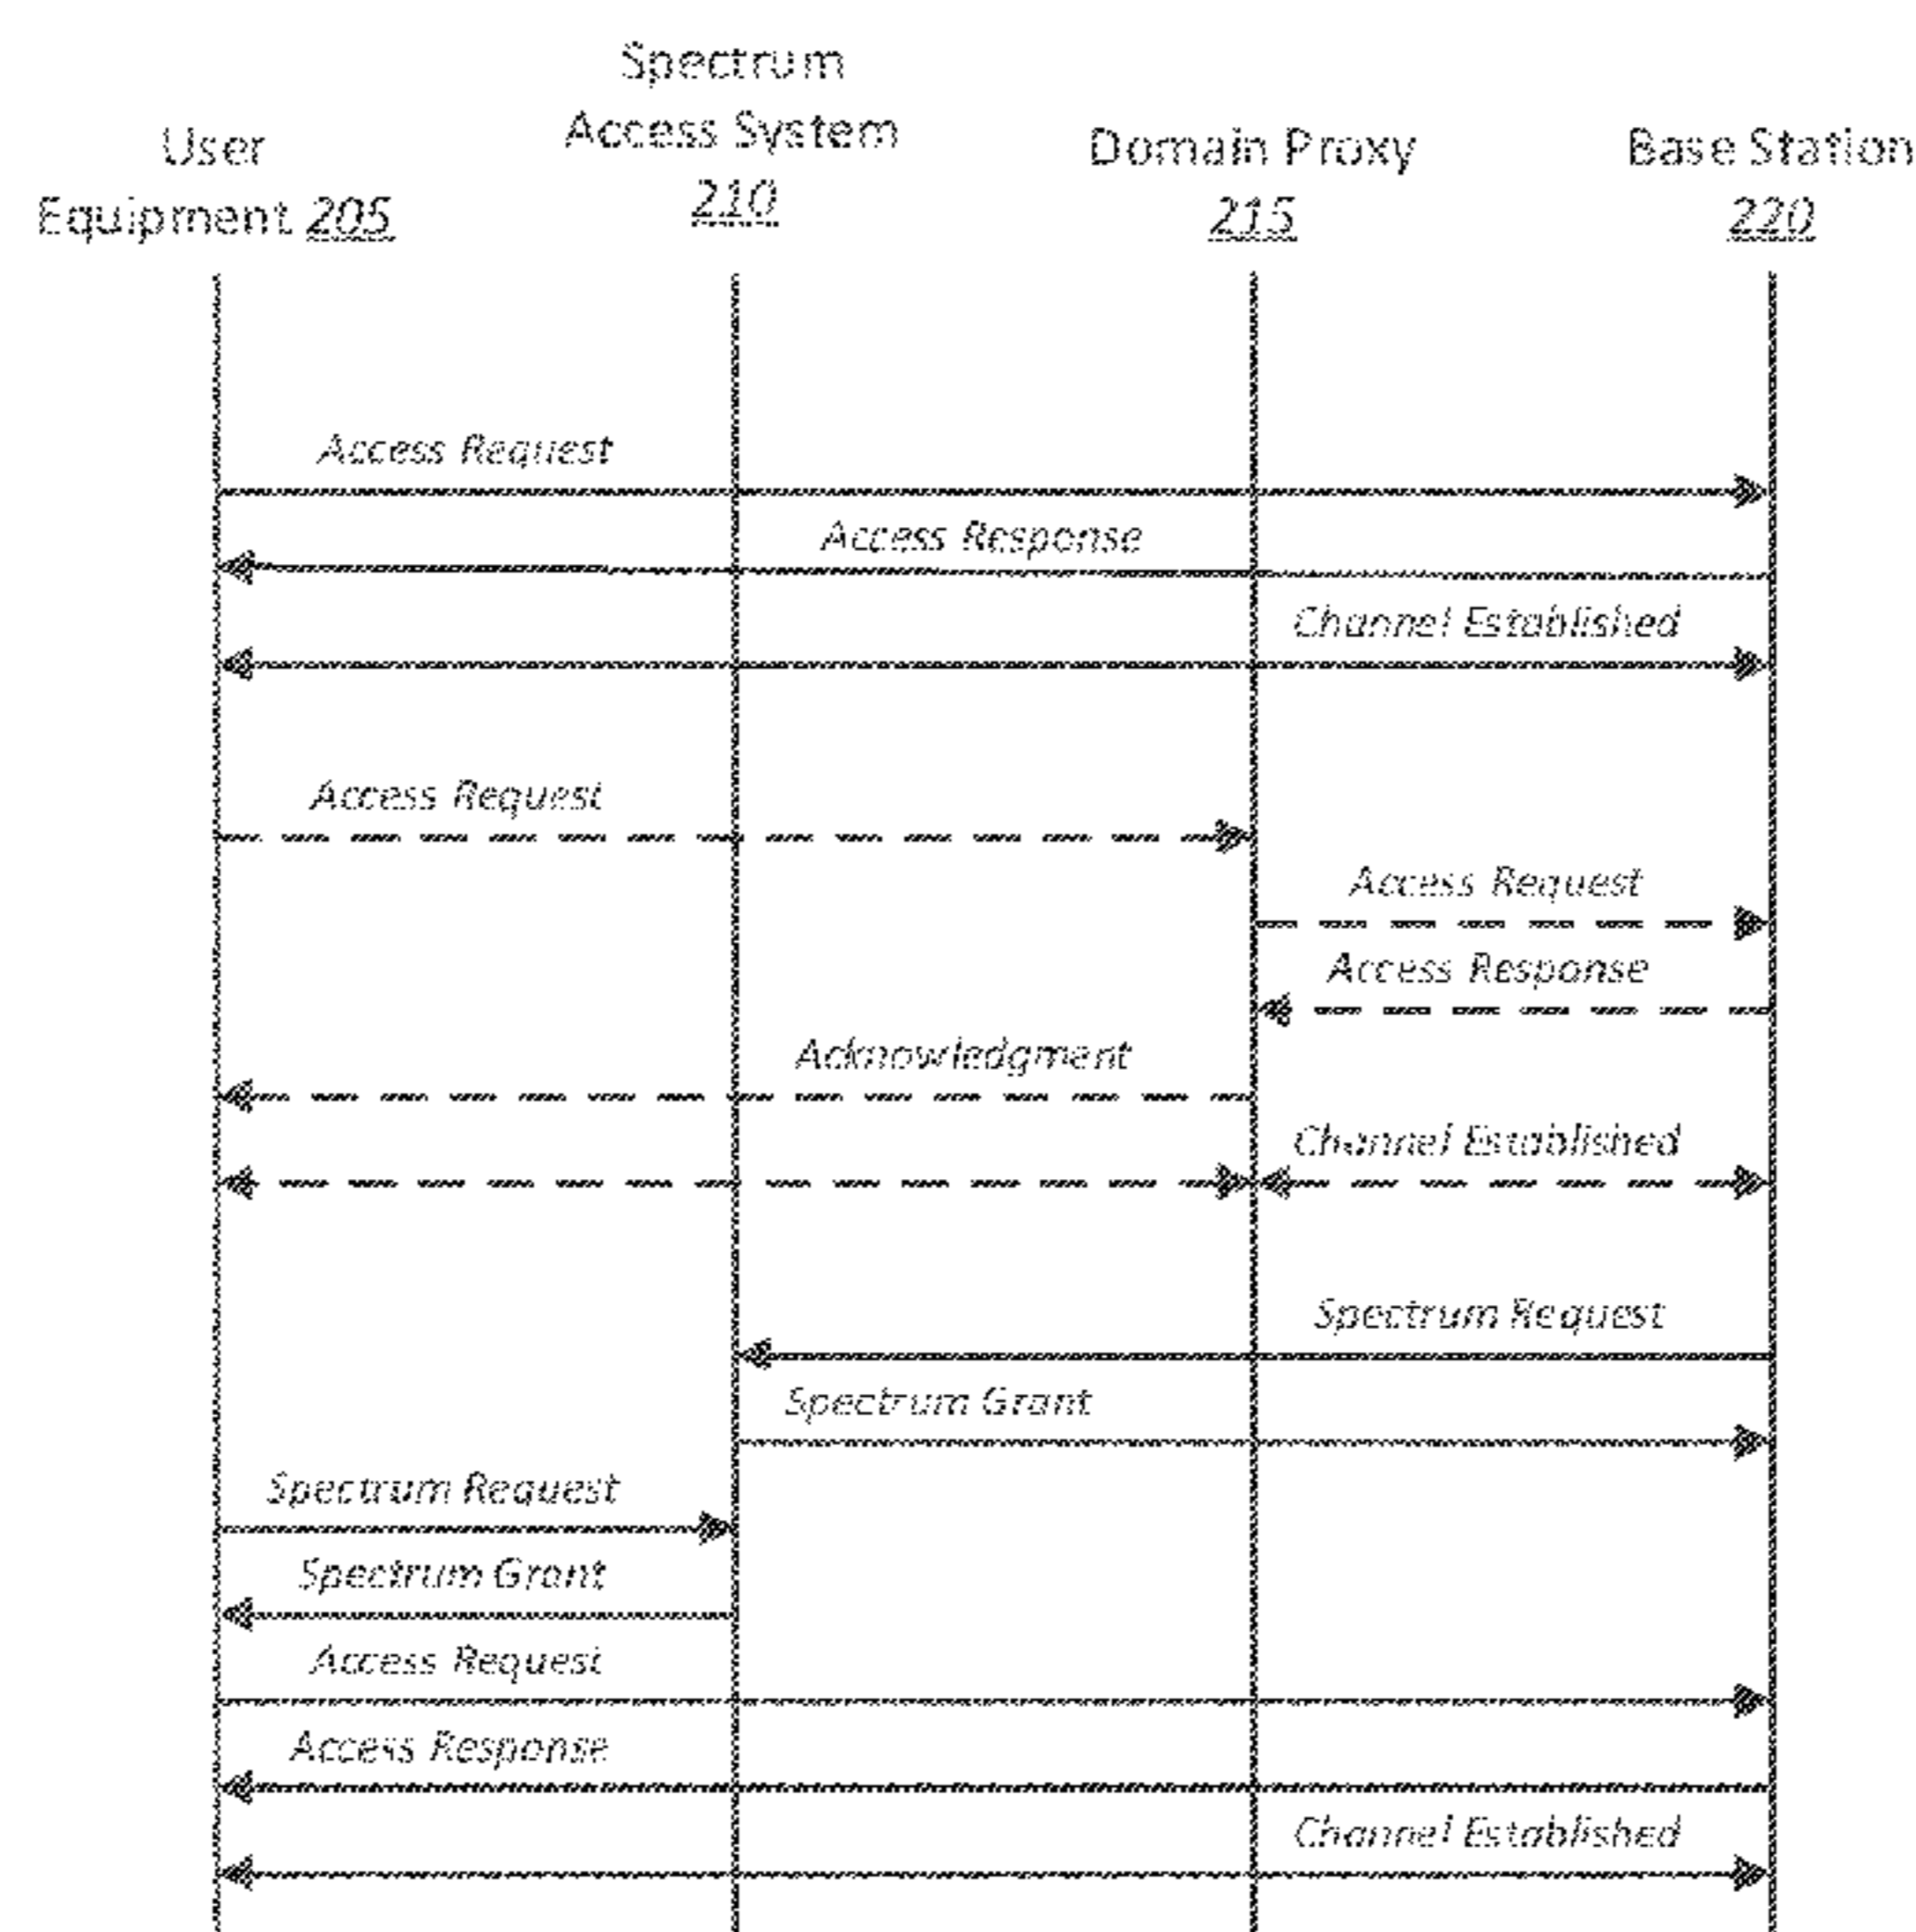 Spectrum
Access System
210
User
Equipment 205
Domain Proxy
215
Base Station
220
Access Request
Access Response
Channel Established
Access Request
Access Request
Access Response
Acknowledgment
Channel Established
Spectrum Request
Spectrum Grant
Spectrum Request
Spectrum Grant
Access Request
Access Response
Channel Established